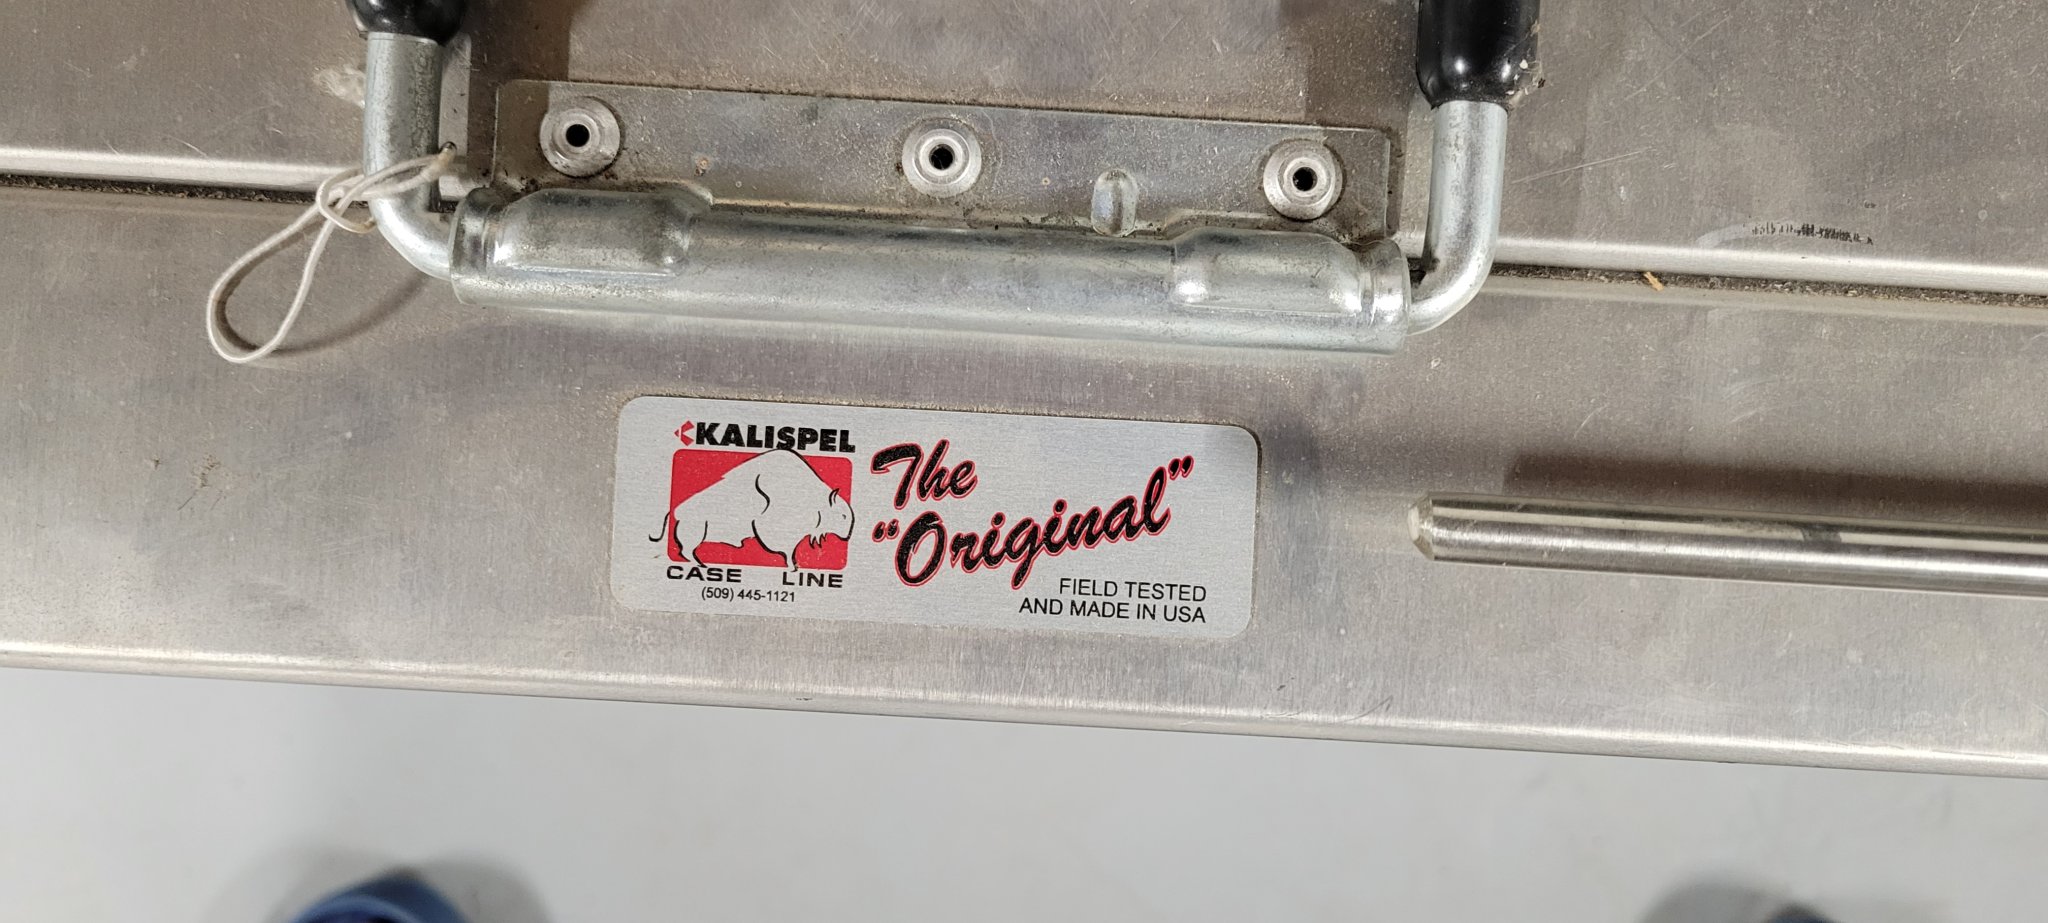 KALISPEL
CASE LINE
(509) 445-1121
The
"Original"
FIELD TESTED
AND MADE IN USA